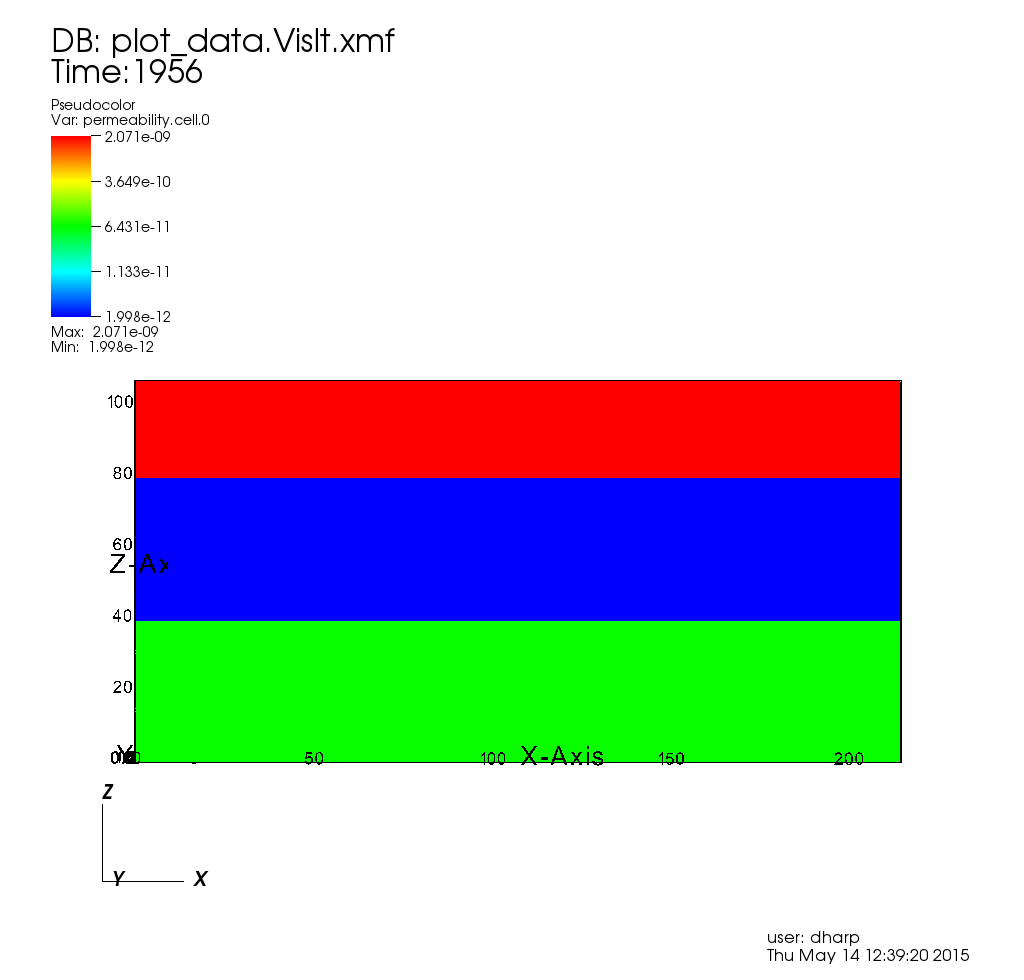 DB: plot_data.VisIt.xmf
Time:1956
Pseudocolor
Var: permeability.cell.0
2.071e-09
3.649e-10
6.431e-11
1.133e-11
1.998e-12
Max: 2.071e-09
Min: 1.998e-12
100
80
60
Z-Ax
40
20
50
100
X-Axis
150
200
Z
Y
X
user: dharp
Thu May 14 12:39:20 2015